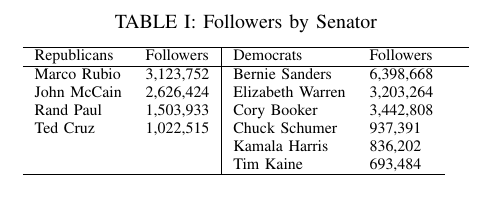 TABLE I: Followers by Senator
Republicans Followers Democrats Followers
Marco Rubio 3,123,752 Bernie Sanders 6,398,668
John McCain 2,626,424 Elizabeth Warren 3,203,264
Rand Paul 1,503,933 Cory Booker 3,442,808
Ted Cruz 1,022,515 Chuck Schumer 937,391
Kamala Harris 836,202
Tim Kaine 693,484